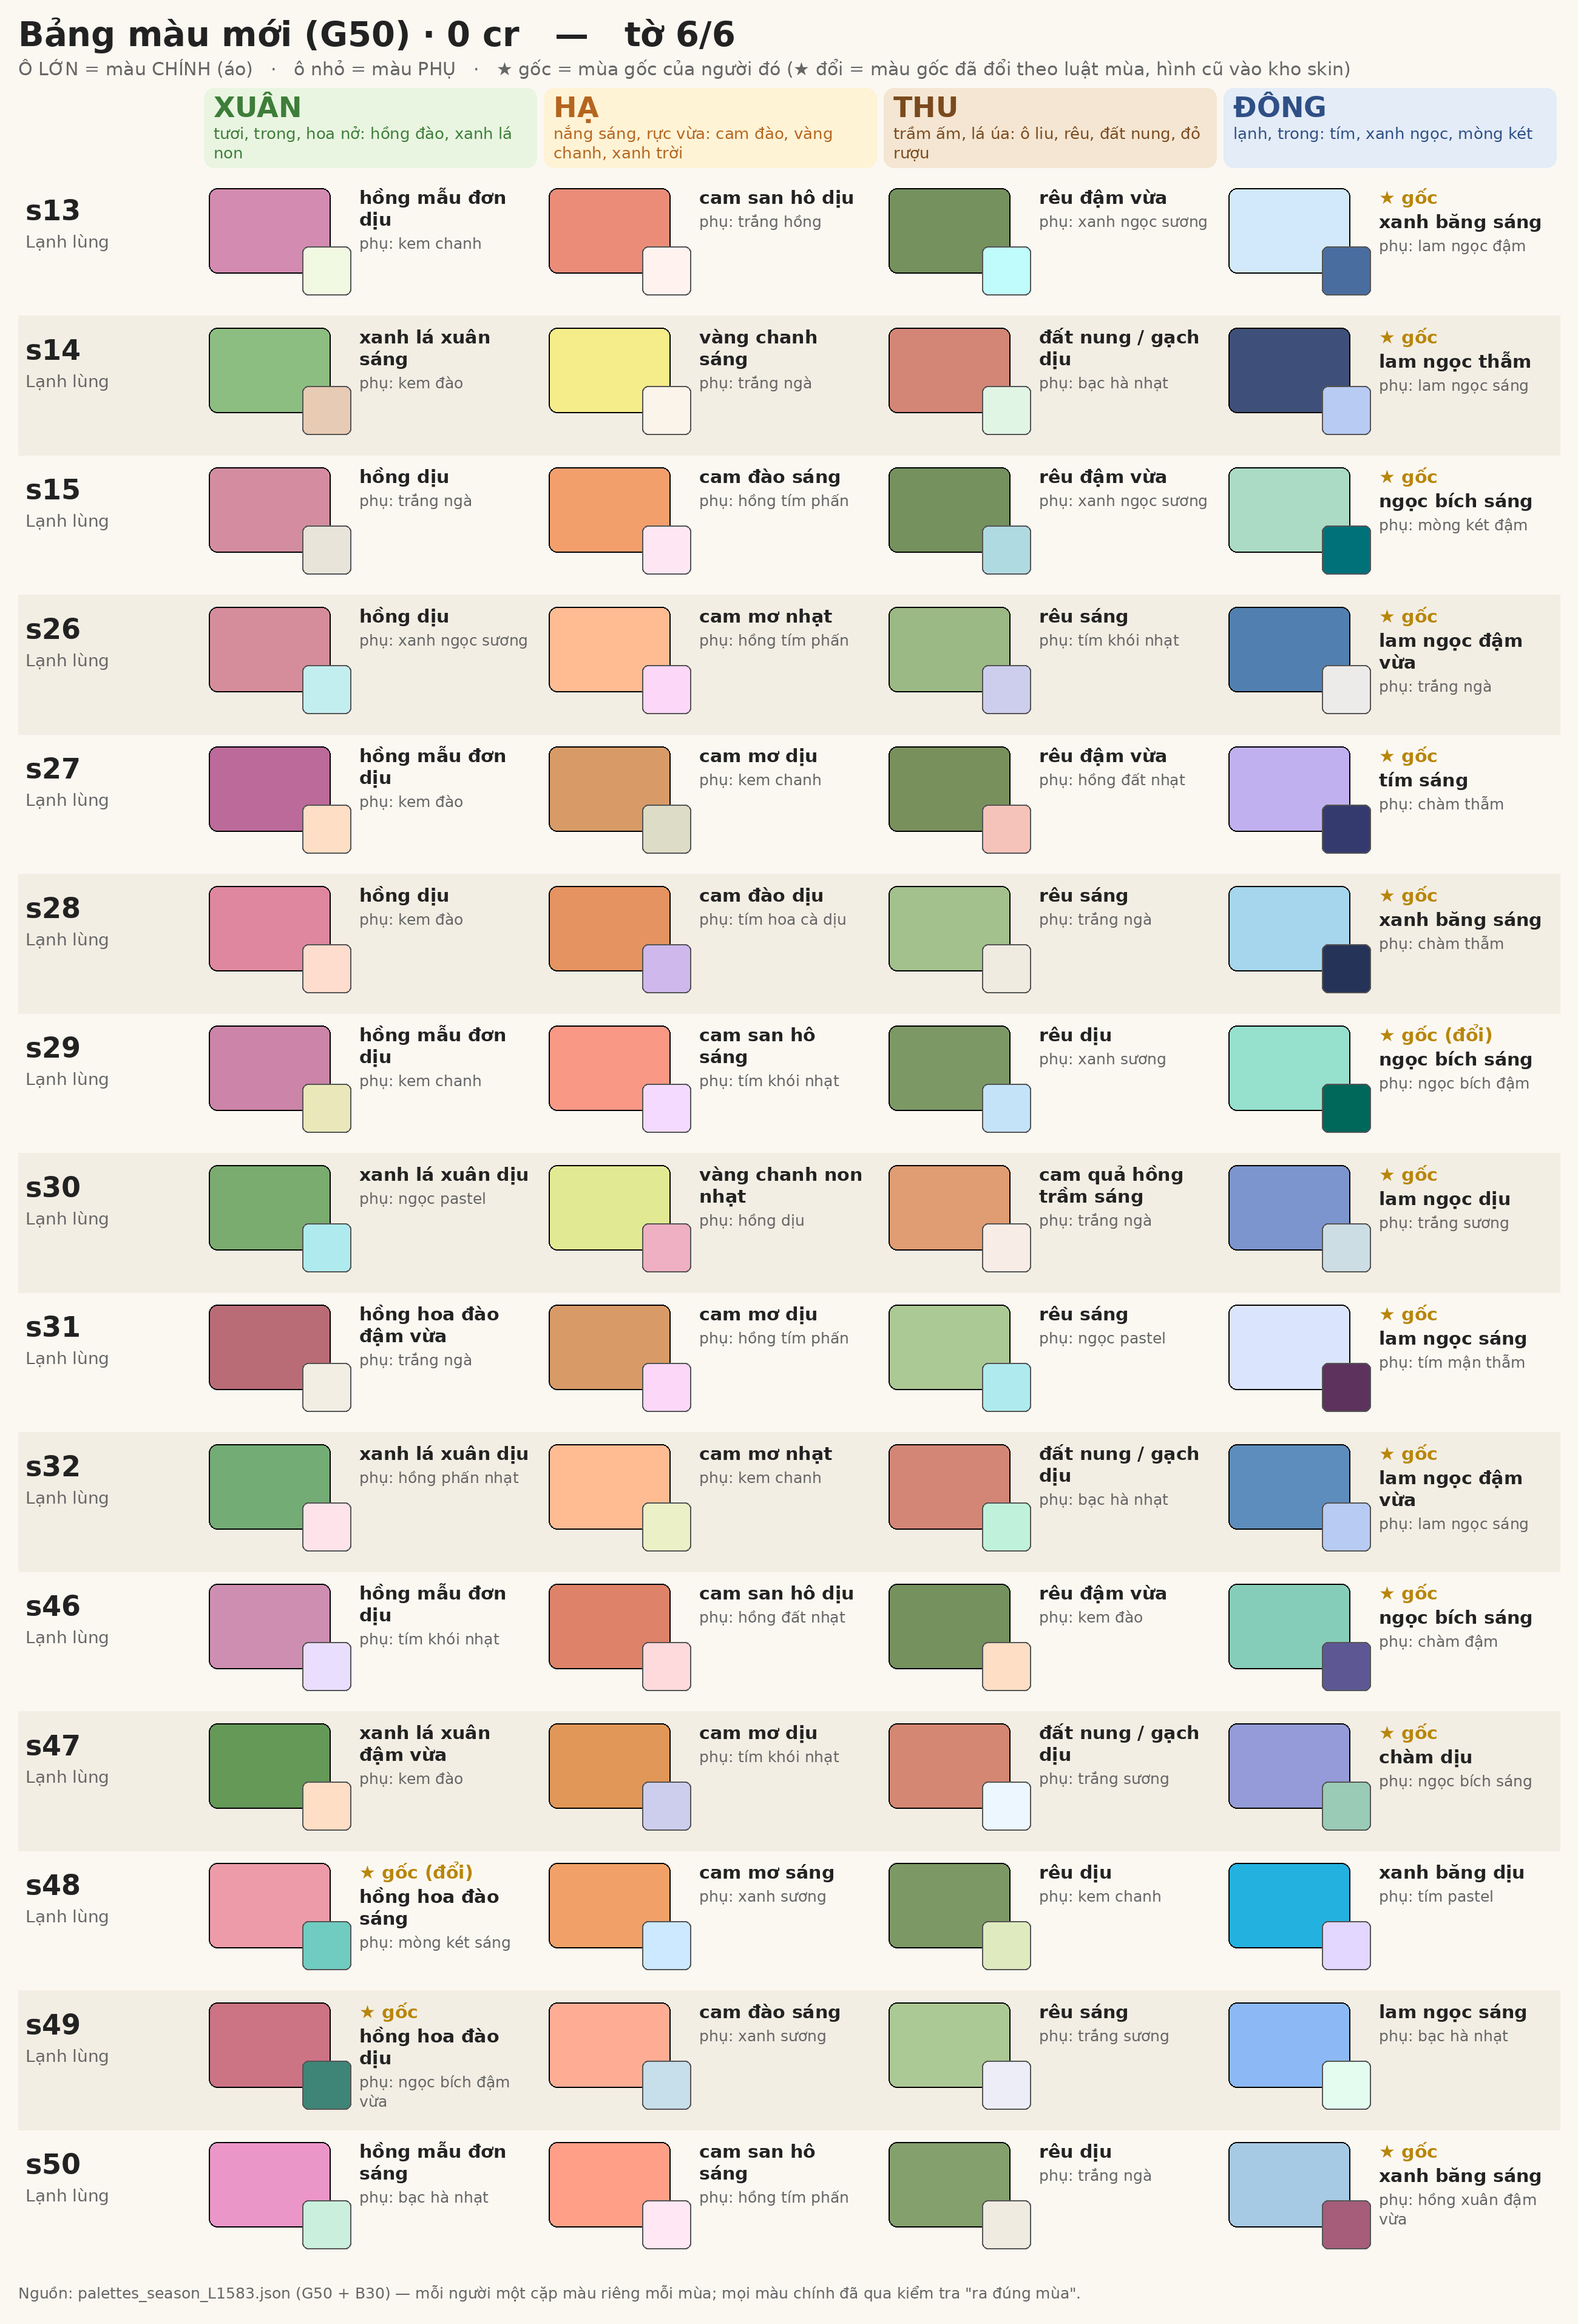 Bảng màu mới (G50) · 0 cr — tờ 6/6
Ô LỚN = màu CHÍNH (áo) · ô nhỏ = màu PHỤ · ★ gốc = mùa gốc của người đó (★ đổi = màu gốc đã đổi theo luật mùa, hình cũ vào kho skin)
XUÂN
tươi, trong, hoa nở: hồng đào, xanh lá
non
HẠ
nắng sáng, rực vừa: cam đào, vàng
chanh, xanh trời
THU
trầm ấm, lá úa: ô liu, rêu, đất nung, đỏ
rượu
ĐÔNG
lạnh, trong: tím, xanh ngọc, mòng két
s13
Lạnh lùng
hồng mẫu đơn
dịu
phụ: kem chanh
cam san hô dịu
phụ: trắng hồng
rêu đậm vừa
phụ: xanh ngọc sương
★ gốc
xanh băng sáng
phụ: lam ngọc đậm
s14
Lạnh lùng
xanh lá xuân
sáng
phụ: kem đào
vàng chanh
sáng
phụ: trắng ngà
đất nung / gạch
dịu
phụ: bạc hà nhạt
★ gốc
lam ngọc thẫm
phụ: lam ngọc sáng
s15
Lạnh lùng
hồng dịu
phụ: trắng ngà
cam đào sáng
phụ: hồng tím phấn
rêu đậm vừa
phụ: xanh ngọc sương
★ gốc
ngọc bích sáng
phụ: mòng két đậm
s26
Lạnh lùng
hồng dịu
phụ: xanh ngọc sương
cam mơ nhạt
phụ: hồng tím phấn
rêu sáng
phụ: tím khói nhạt
★ gốc
lam ngọc đậm
vừa
phụ: trắng ngà
s27
Lạnh lùng
hồng mẫu đơn
dịu
phụ: kem đào
cam mơ dịu
phụ: kem chanh
rêu đậm vừa
phụ: hồng đất nhạt
★ gốc
tím sáng
phụ: chàm thẫm
s28
Lạnh lùng
hồng dịu
phụ: kem đào
cam đào dịu
phụ: tím hoa cà dịu
rêu sáng
phụ: trắng ngà
★ gốc
xanh băng sáng
phụ: chàm thẫm
s29
Lạnh lùng
hồng mẫu đơn
dịu
phụ: kem chanh
cam san hô
sáng
phụ: tím khói nhạt
rêu dịu
phụ: xanh sương
★ gốc (đổi)
ngọc bích sáng
phụ: ngọc bích đậm
s30
Lạnh lùng
xanh lá xuân dịu
phụ: ngọc pastel
vàng chanh non
nhạt
phụ: hồng dịu
cam quả hồng
trầm sáng
phụ: trắng ngà
★ gốc
lam ngọc dịu
phụ: trắng sương
s31
Lạnh lùng
hồng hoa đào
đậm vừa
phụ: trắng ngà
cam mơ dịu
phụ: hồng tím phấn
rêu sáng
phụ: ngọc pastel
★ gốc
lam ngọc sáng
phụ: tím mận thẫm
s32
Lạnh lùng
xanh lá xuân dịu
phụ: hồng phấn nhạt
cam mơ nhạt
phụ: kem chanh
đất nung / gạch
dịu
phụ: bạc hà nhạt
★ gốc
lam ngọc đậm
vừa
phụ: lam ngọc sáng
s46
Lạnh lùng
hồng mẫu đơn
dịu
phụ: tím khói nhạt
cam san hô dịu
phụ: hồng đất nhạt
rêu đậm vừa
phụ: kem đào
★ gốc
ngọc bích sáng
phụ: chàm đậm
s47
Lạnh lùng
xanh lá xuân
đậm vừa
phụ: kem đào
cam mơ dịu
phụ: tím khói nhạt
đất nung / gạch
dịu
phụ: trắng sương
★ gốc
chàm dịu
phụ: ngọc bích sáng
s48
Lạnh lùng
★ gốc (đổi)
hồng hoa đào
sáng
phụ: mòng két sáng
cam mơ sáng
phụ: xanh sương
rêu dịu
phụ: kem chanh
xanh băng dịu
phụ: tím pastel
s49
Lạnh lùng
★ gốc
hồng hoa đào
dịu
phụ: ngọc bích đậm
vừa
cam đào sáng
phụ: xanh sương
rêu sáng
phụ: trắng sương
lam ngọc sáng
phụ: bạc hà nhạt
s50
Lạnh lùng
hồng mẫu đơn
sáng
phụ: bạc hà nhạt
cam san hô
sáng
phụ: hồng tím phấn
rêu dịu
phụ: trắng ngà
★ gốc
xanh băng sáng
phụ: hồng xuân đậm
vừa
Nguồn: palettes_season_L1583.json (G50 + B30) — mỗi người một cặp màu riêng mỗi mùa; mọi màu chính đã qua kiểm tra "ra đúng mùa".